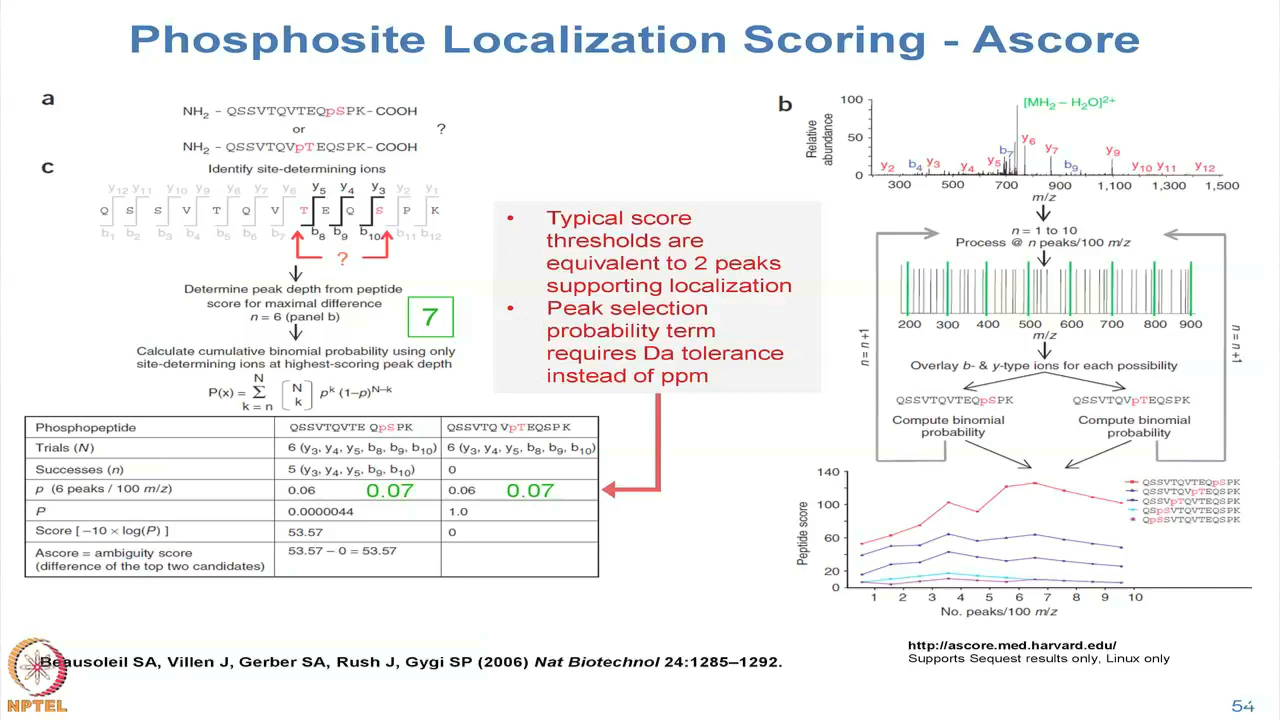 Phosphosite Localization Scoring - Ascore
a
NH2 - QSSVTQVTEQpSPK-COOH
or
NH2 - QSSVTQVpTEQSPK-COOH
?
c
Identify site-determining ions
y12 y11 y10 y9 y8 y7 y6 y5 y4 y3 y2 y1
Q S S V T Q V T E Q S P K
b1 b2 b3 b4 b5 b6 b7 b8 b9 b10 b11 b12
?
Determine peak depth from peptide
score for maximal difference
n = 6 (panel b)
7
Calculate cumulative binomial probability using only
site-determining ions at highest-scoring peak depth
N
P(x) = Σ (N k) p^k (1–p)^N–k
k = n
Phosphopeptide QSSVTQVTE QpSPK QSSVTQ VpTEQSPK
Trials (N) 6 (y3, y4, y5, b8, b9, b10) 6 (y3, y4, y5, b8, b9, b10)
Successes (n) 5 (y3, y4, y5, b9, b10) 0
p (6 peaks / 100 m/z) 0.06 0.07 0.06 0.07
P 0.0000044 1.0
Score [–10 × log(P) ] 53.57 0
Ascore = ambiguity score 53.57 – 0 = 53.57
(difference of the top two candidates)
• Typical score
thresholds are
equivalent to 2 peaks
supporting localization
• Peak selection
probability term
requires Da tolerance
instead of ppm
b
[MH2 – H2O]2+
Relative
abundance
100
50
0
y2 b4 y3 y4 y5 b7 y6 y7 b9 y9 y10 y11 y12
300 500 700 900 1,100 1,300 1,500
m/z
n = 1 to 10
Process @ n peaks/100 m/z
200 300 400 500 600 700 800 900
m/z
n = n+1
n = n+1
Overlay b- & y-type ions for each possibility
QSSVTQVTEQpSPK QSSVTQVpTEQSPK
Compute binomial Compute binomial
probability probability
Peptide score
140
100
60
20
0
QSSVTQVTEQpSPK
QSSVTQVpTEQSPK
QSSVpTQVTEQSPK
QSpSVTQVTEQSPK
QpSSVTQVTEQSPK
1 2 3 4 5 6 7 8 9 10
No. peaks/100 m/z
Beausoleil SA, Villen J, Gerber SA, Rush J, Gygi SP (2006) Nat Biotechnol 24:1285–1292.
http://ascore.med.harvard.edu/
Supports Sequest results only, Linux only
NPTEL
54